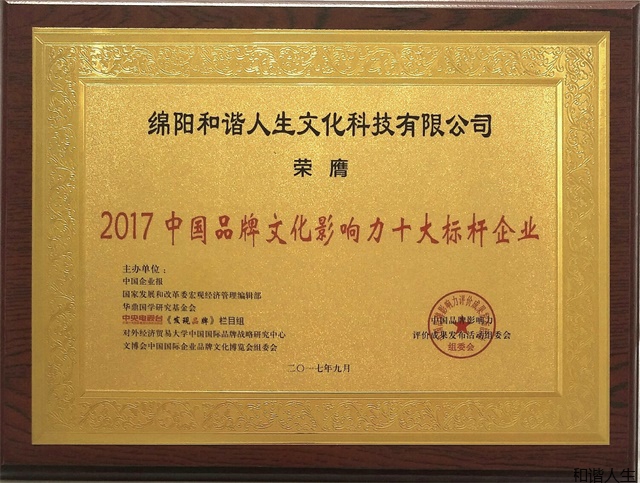 绵阳和谐人生文化科技有限公司
荣膺
2017 中国品牌文化影响力十大标杆企业
主办单位：
中国企业报
国家发展和改革委宏观经济管理编辑部
华鼎国学研究基金会
中央电视台《发现品牌》栏目组
对外经济贸易大学中国国际品牌战略研究中心
文博会中国国际企业品牌文化博览会组委会
中国品牌影响力
评价成果发布活动组委会
组委会
二〇一七年九月
和谐人生